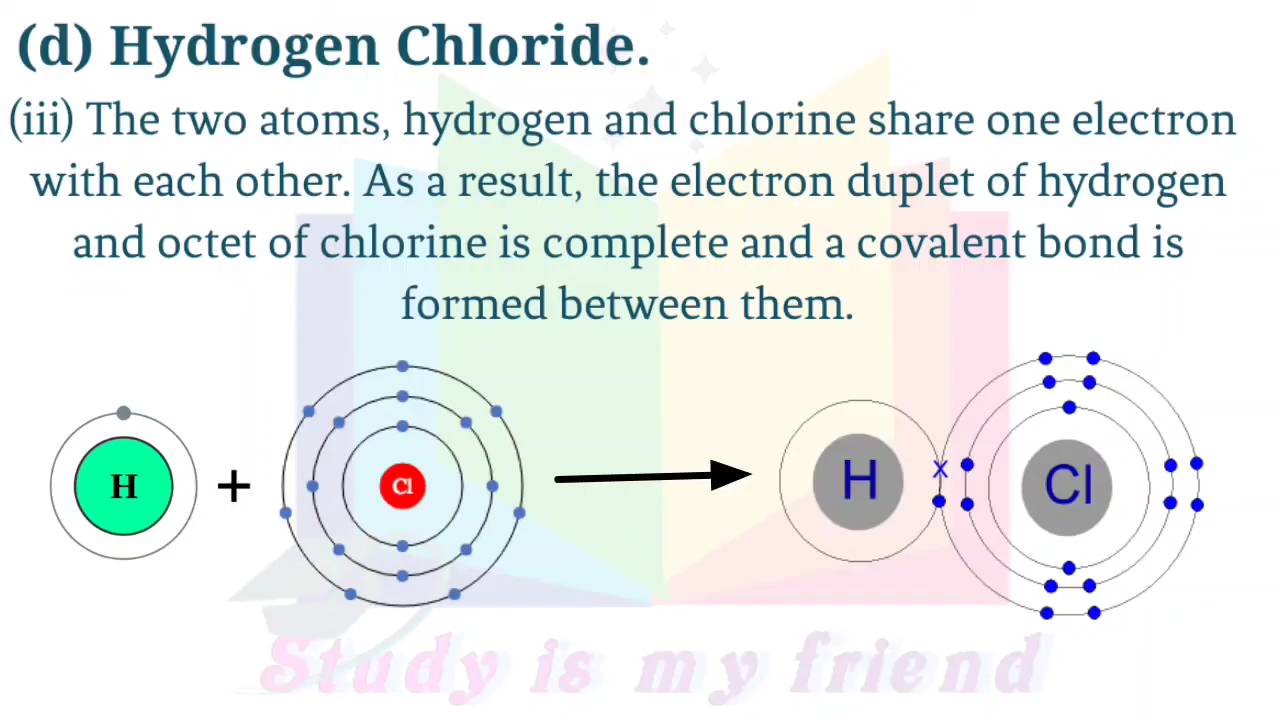 (d) Hydrogen Chloride.
(iii) The two atoms, hydrogen and chlorine share one electron
with each other. As a result, the electron duplet of hydrogen
and octet of chlorine is complete and a covalent bond is
formed between them.
H + Cl H x Cl
Study is my friend